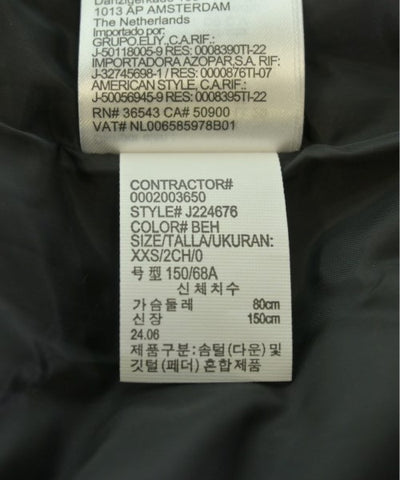 1013 AP AMSTERDAM
The Netherlands
Importado por:
GRUPO ELIY,C.A.RIF.:
J-50118005-9 RES: 0008390TI-22
IMPORTADORA AZOPAR,S.A. RIF:
J-32745698-1 / RES: 0000876TI-07
AMERICAN STYLE, C.A.RIF.:
J-50056945-9 RES: 0008395TI-22
RN# 36543 CA# 50900
VAT# NL006585978B01
CONTRACTOR#
0002003650
STYLE# J224676
COLOR# BEH
SIZE/TALLA/UKURAN:
XXS/2CH/0
号型 150/68A
신체치수
가슴둘레 80cm
신장 150cm
24.06
제품구분: 솜털 (다운) 및
깃털 (페더) 혼합 제품